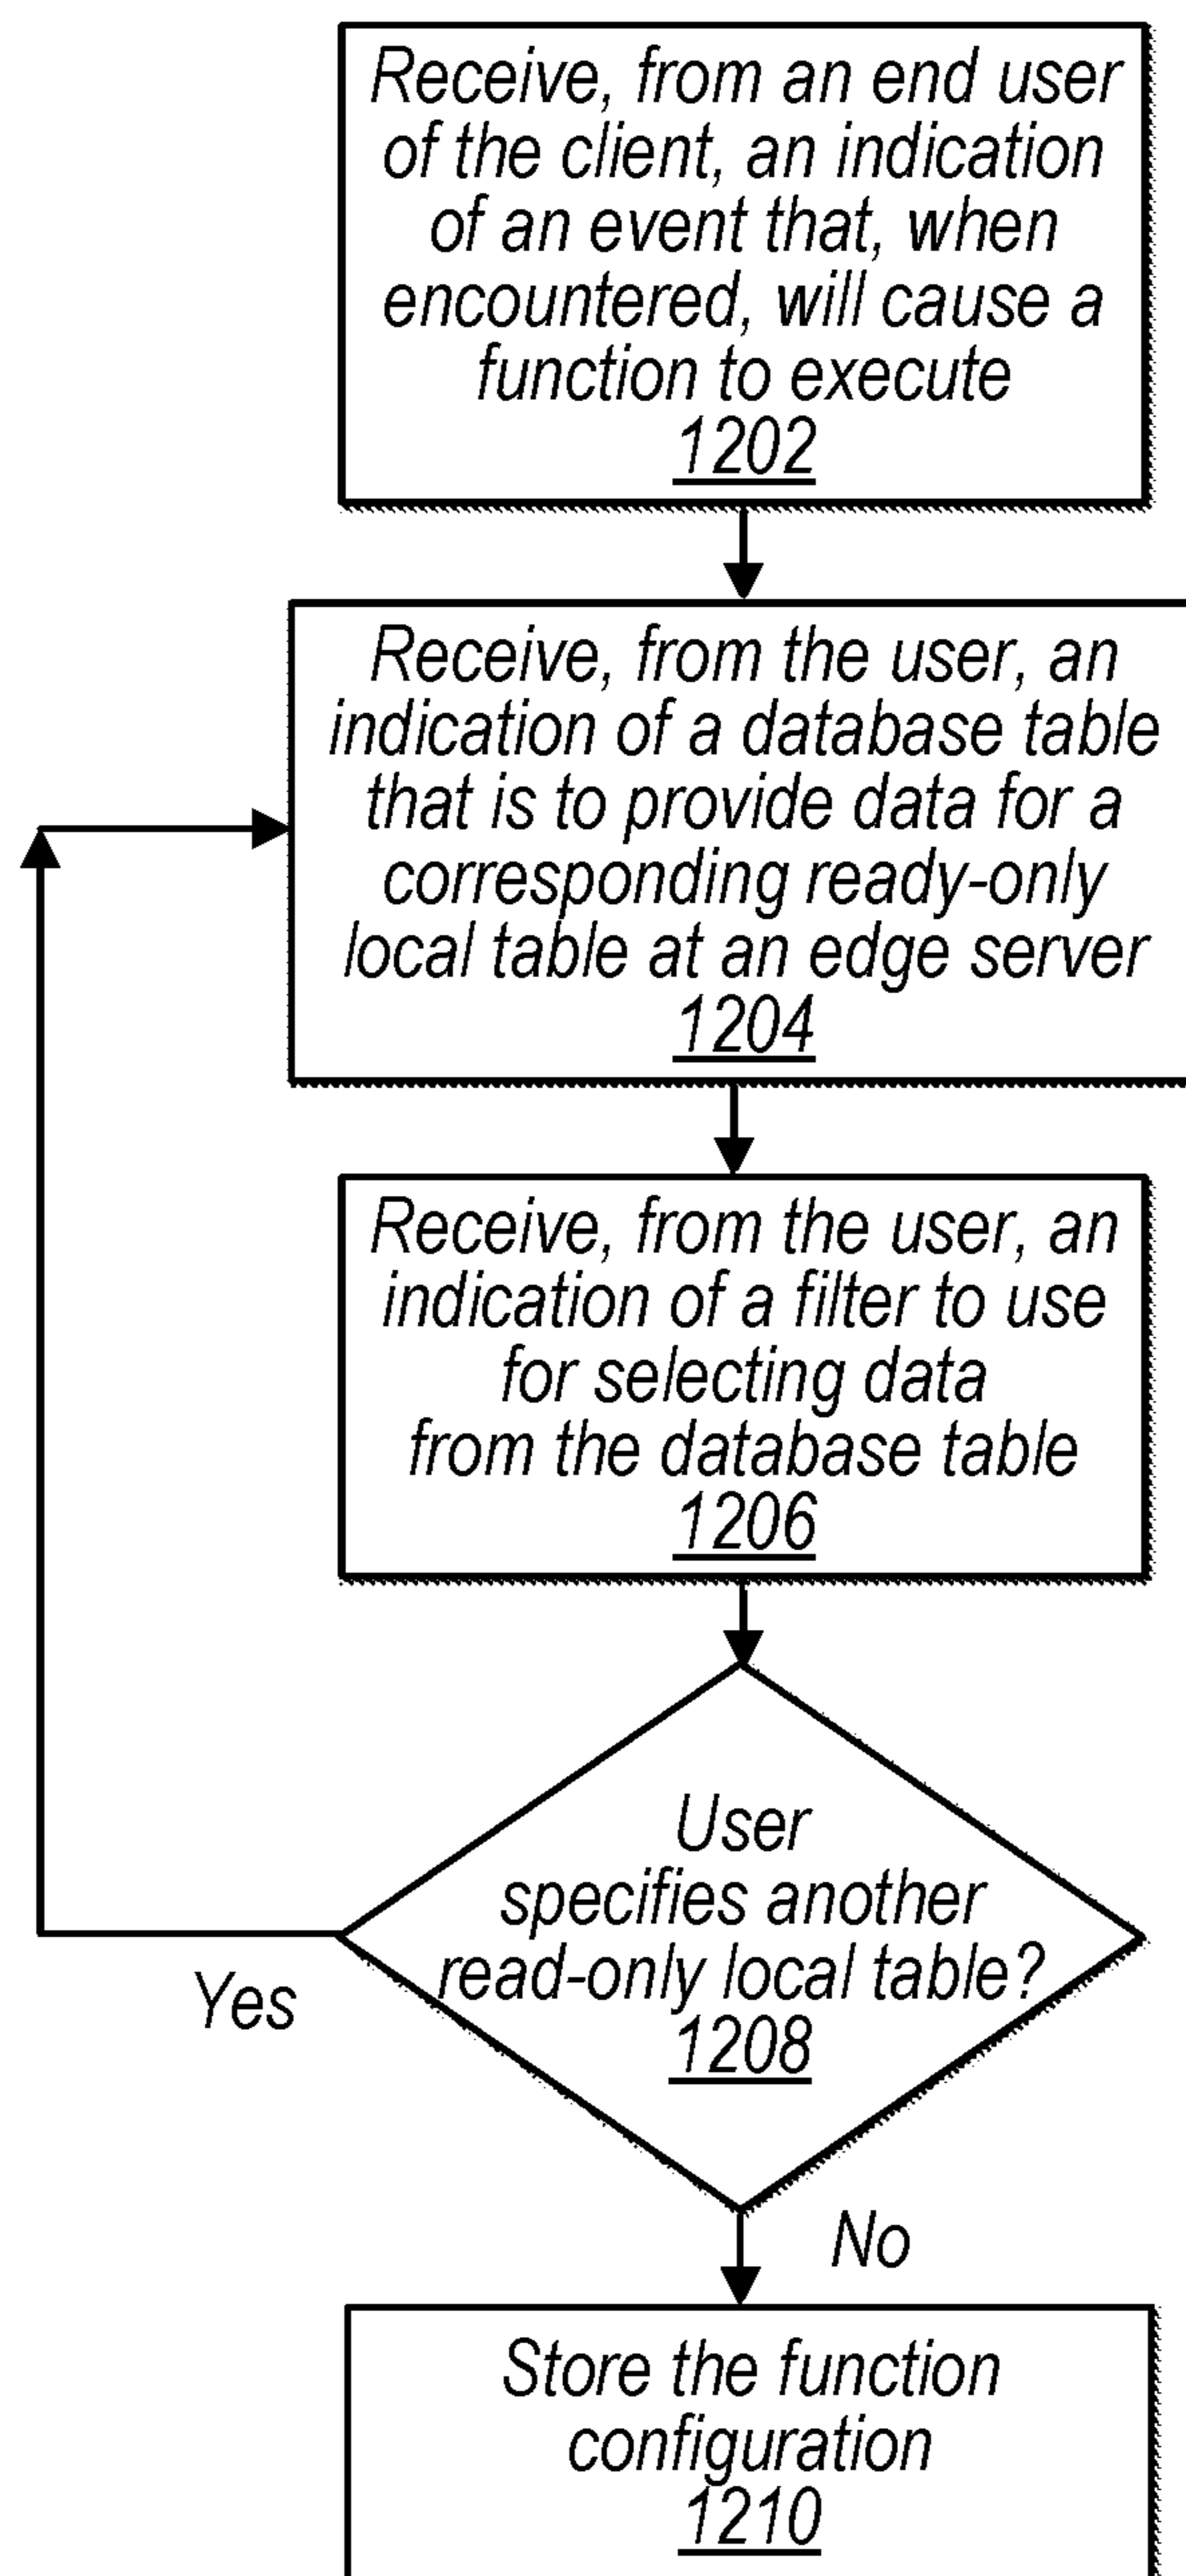 Receive, from an end user
of the client, an indication
of an event that, when
encountered, will cause a
function to execute
1202
Receive, from the user, an
indication of a database table
that is to provide data for a
corresponding ready-only
local table at an edge server
1204
Receive, from the user, an
indication of a filter to use
for selecting data
from the database table
1206
User
specifies another
read-only local table?
1208
Yes
No
Store the function
configuration
1210